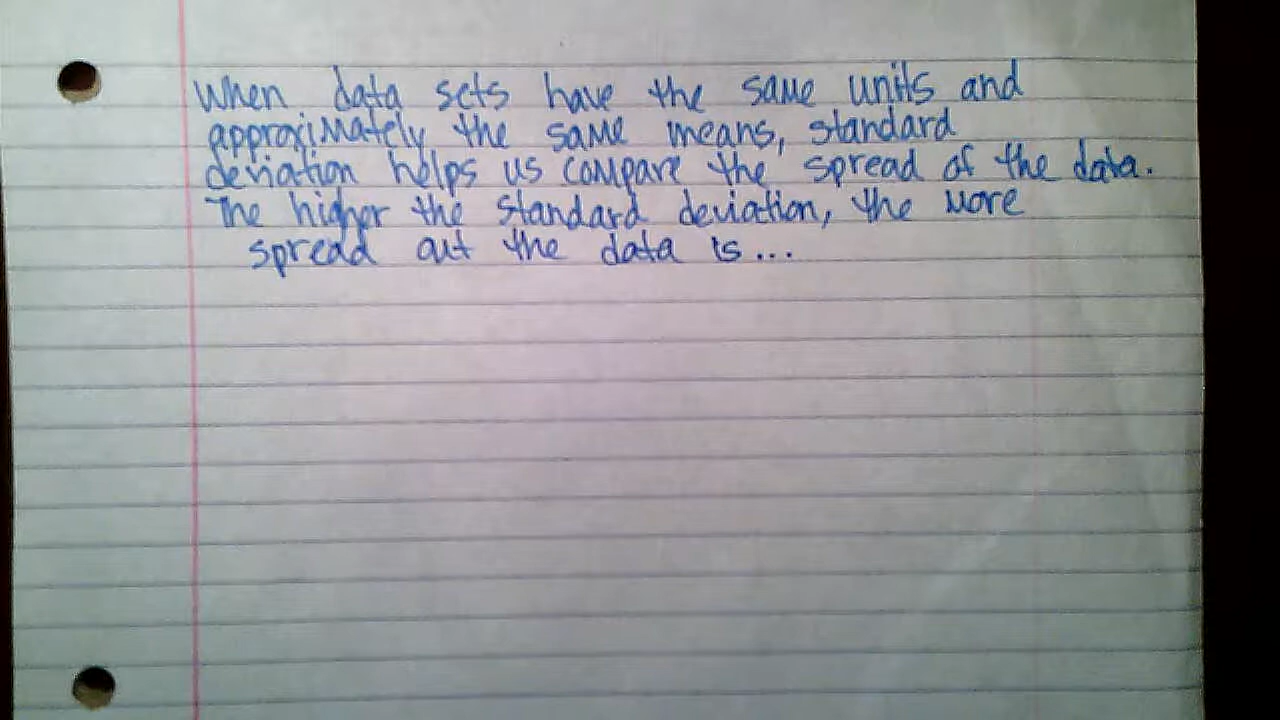 When data sets have the same units and
approximately the same means, standard
deviation helps us compare the spread of the data.
The higher the standard deviation, the more
spread out the data is...